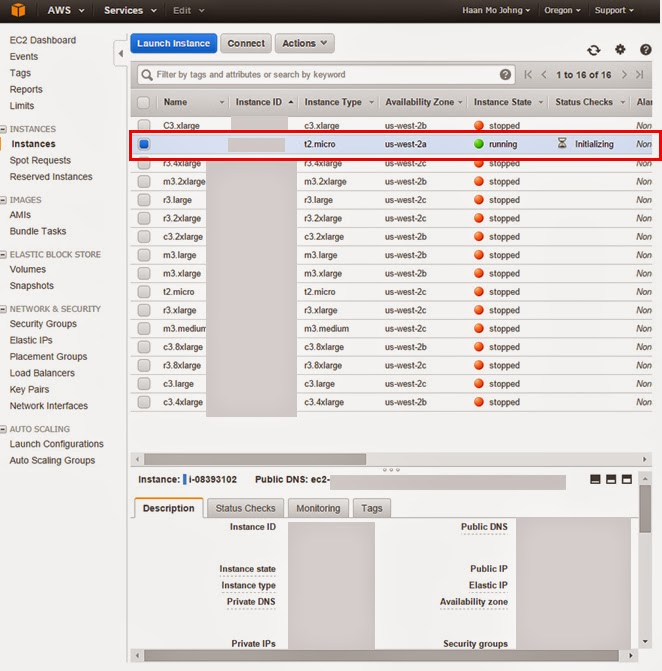 AWS Services Edit Haan Mo Johng Oregon Support
EC2 Dashboard
Events
Tags
Reports
Limits
INSTANCES
Instances
Spot Requests
Reserved Instances
IMAGES
AMIs
Bundle Tasks
ELASTIC BLOCK STORE
Volumes
Snapshots
NETWORK & SECURITY
Security Groups
Elastic IPs
Placement Groups
Load Balancers
Key Pairs
Network Interfaces
AUTO SCALING
Launch Configurations
Auto Scaling Groups
Launch Instance Connect Actions
Filter by tags and attributes or search by keyword 1 to 16 of 16
Name Instance ID Instance Type Availability Zone Instance State Status Checks Alar
C3.xlarge c3.xlarge us-west-2b stopped Non
t2.micro us-west-2a running Initializing Non
r3.4xlarge r3.4xlarge us-west-2c stopped Non
m3.2xlarge m3.2xlarge us-west-2b stopped Non
r3.large r3.large us-west-2c stopped Non
r3.2xlarge r3.2xlarge us-west-2c stopped Non
c3.2xlarge c3.2xlarge us-west-2b stopped Non
m3.large m3.large us-west-2b stopped Non
m3.xlarge m3.xlarge us-west-2b stopped Non
t2.micro t2.micro us-west-2c stopped Non
r3.xlarge r3.xlarge us-west-2c stopped Non
m3.medium m3.medium us-west-2c stopped Non
c3.8xlarge c3.8xlarge us-west-2b stopped Non
r3.8xlarge r3.8xlarge us-west-2c stopped Non
c3.large c3.large us-west-2c stopped Non
c3.4xlarge c3.4xlarge us-west-2b stopped Non
Instance: i-08393102 Public DNS: ec2-
Description Status Checks Monitoring Tags
Instance ID Public DNS
Instance state Public IP
Instance type Elastic IP
Private DNS Availability zone
Private IPs Security groups